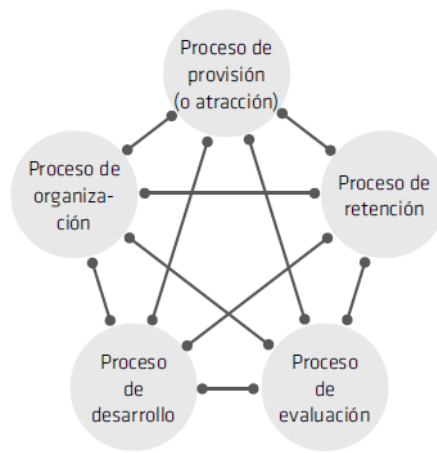 Proceso de
provisión
(o atracción)
Proceso de
organiza-
ción
Proceso de
retención
Proceso
de
desarrollo
Proceso
de
evaluación